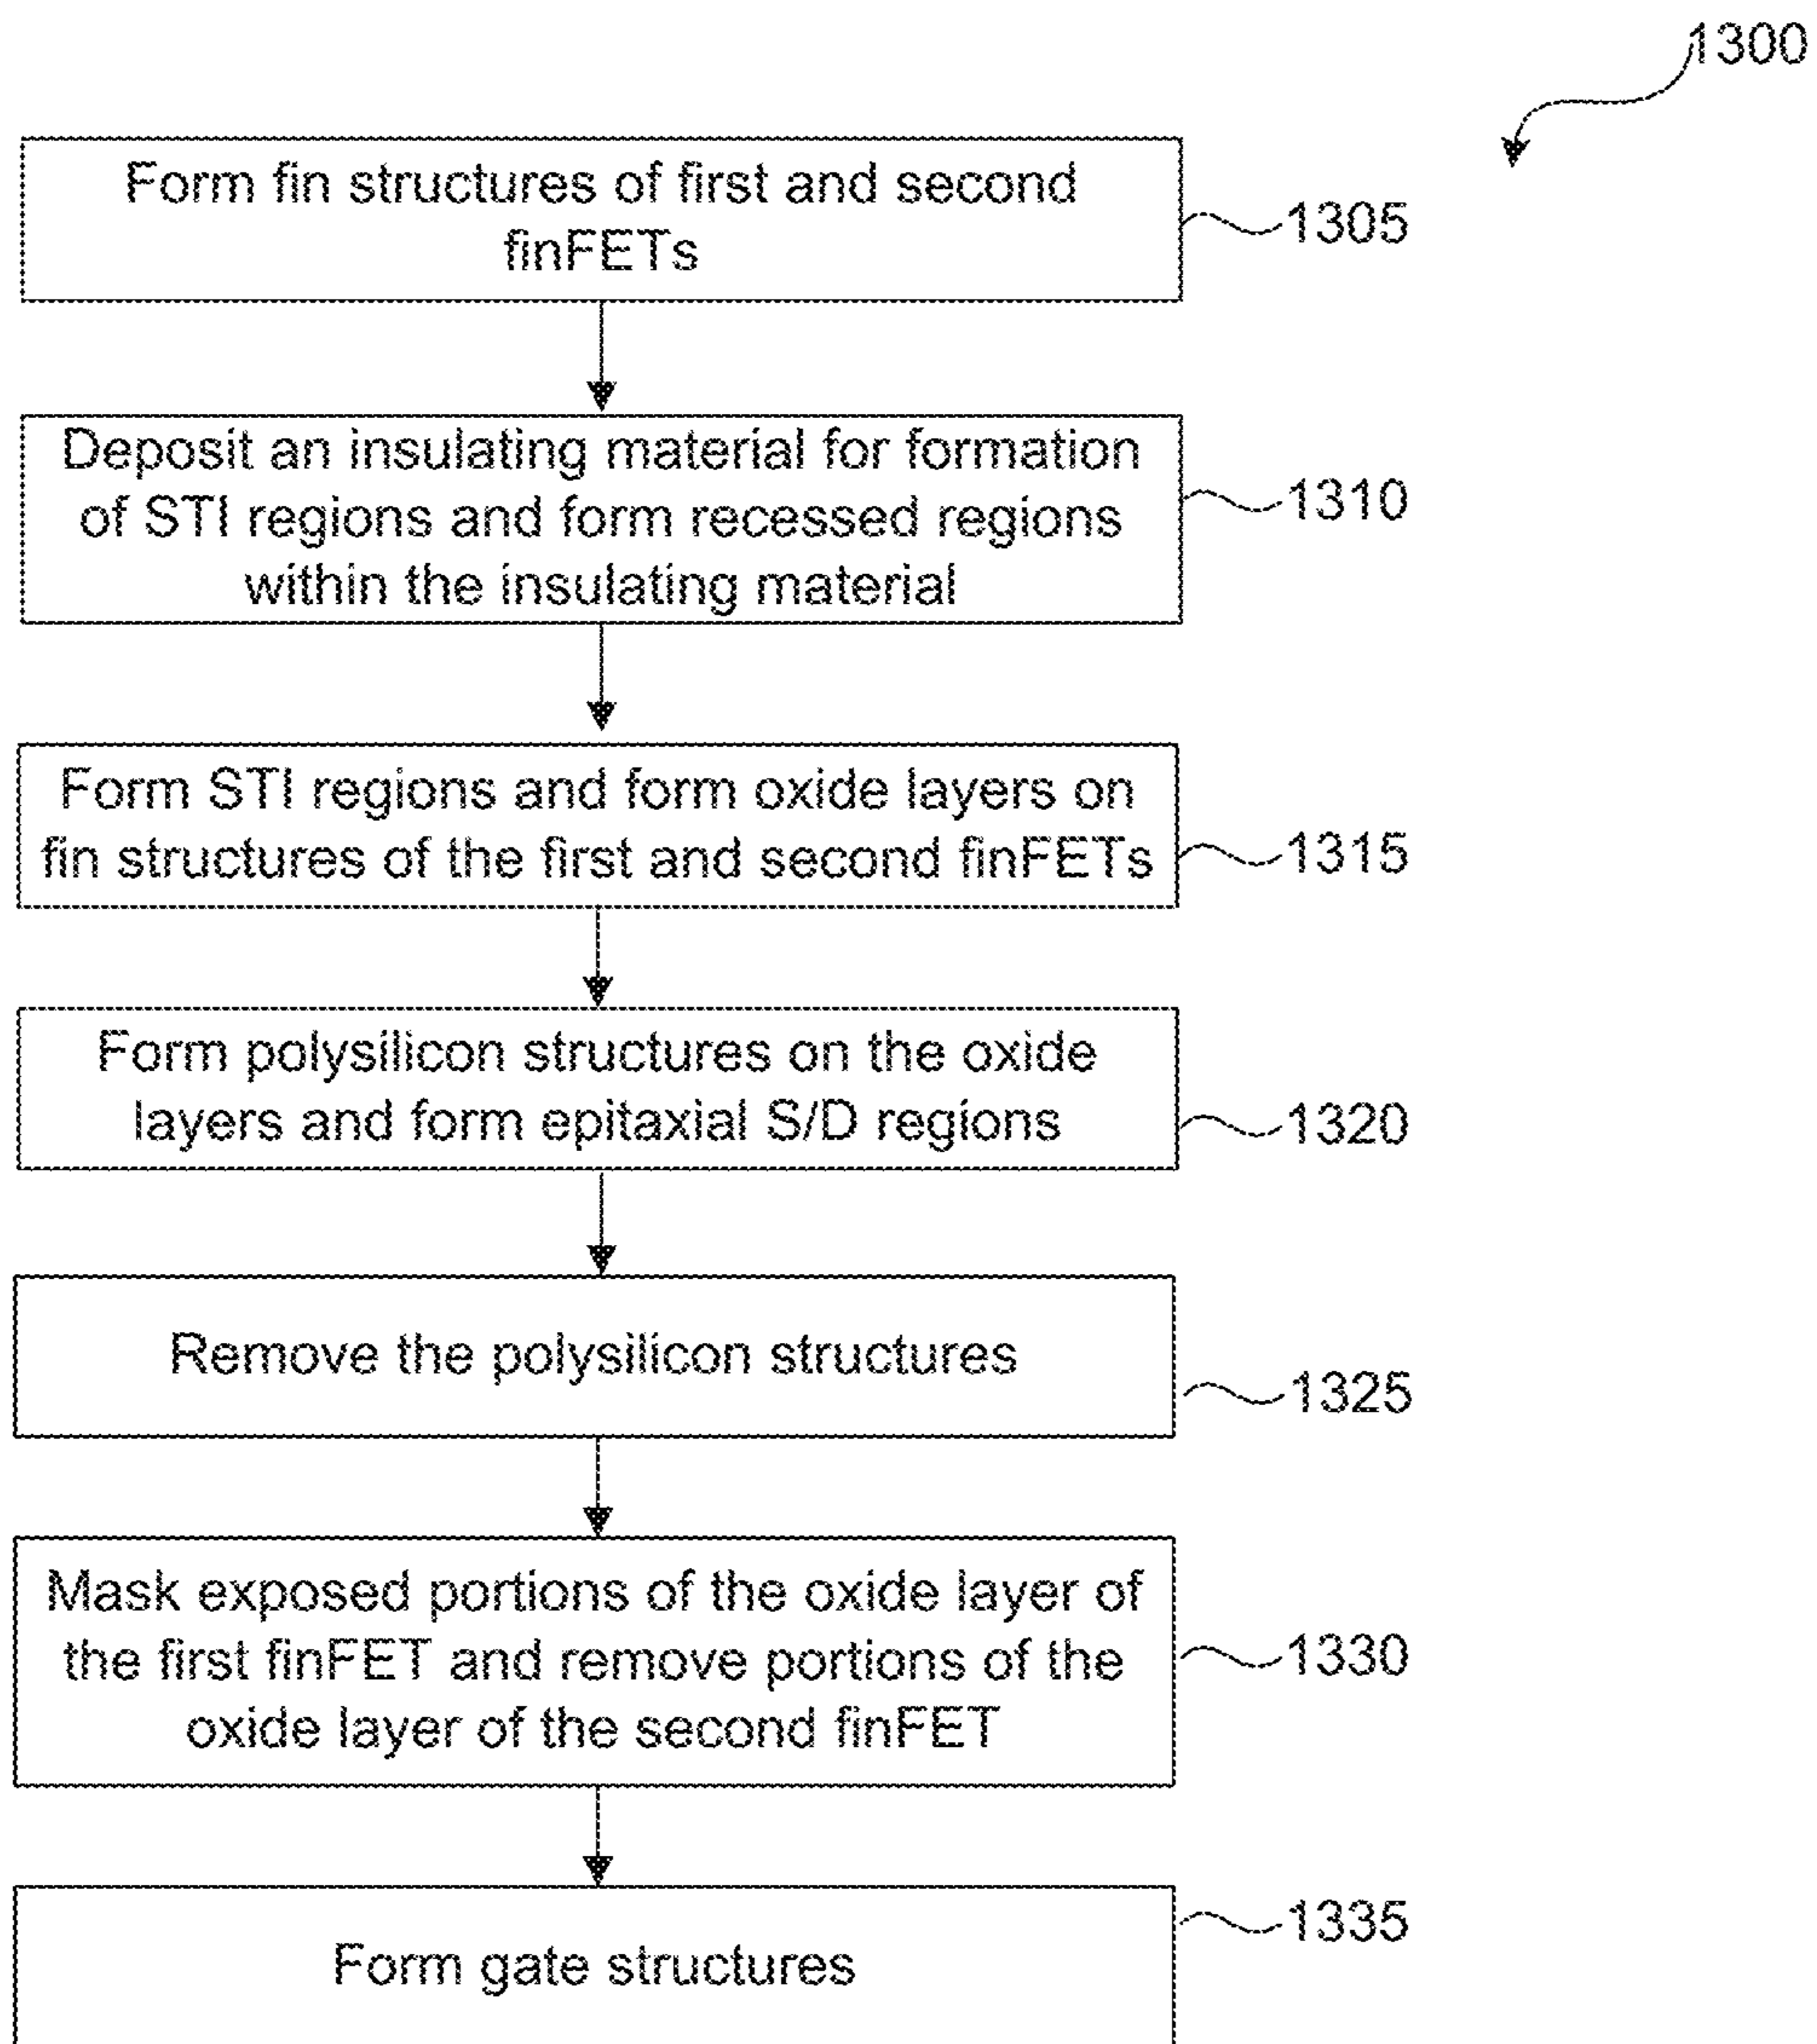 1300
Form fin structures of first and second
finFETs
1305
Deposit an insulating material for formation
of STI regions and form recessed regions
within the insulating material
1310
Form STI regions and form oxide layers on
fin structures of the first and second finFETs
1315
Form polysilicon structures on the oxide
layers and form epitaxial S/D regions
1320
Remove the polysilicon structures
1325
Mask exposed portions of the oxide layer of
the first finFET and remove portions of the
oxide layer of the second finFET
1330
Form gate structures
1335